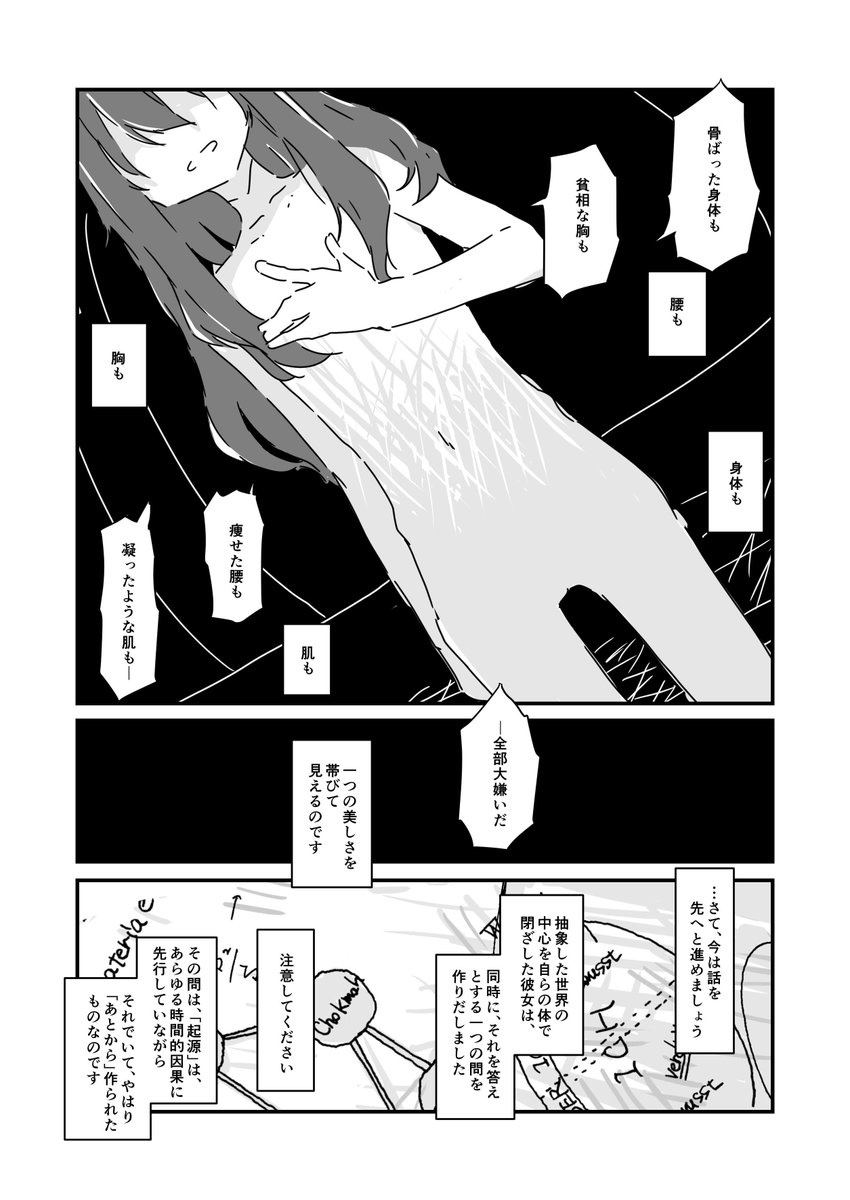 骨ばった身体も
貧相な胸も
腰も
胸も
身体も
痩せた腰も
凝ったような肌も―
肌も
―全部大嫌いだ
一つの美しさを
帯びて
見えるのです
…さて、今は話を
先へと進めましょう
抽象した世界の
中心を自らの体で
閉ざした彼女は、
同時に、それを答え
とする一つの問を
作りだしました
注意してください
その問は、「起源」は、
あらゆる時間的因果に
先行していながら
それでいて、やはり
「あとから」作られた
ものなのです
Chokmah
HDI
musst